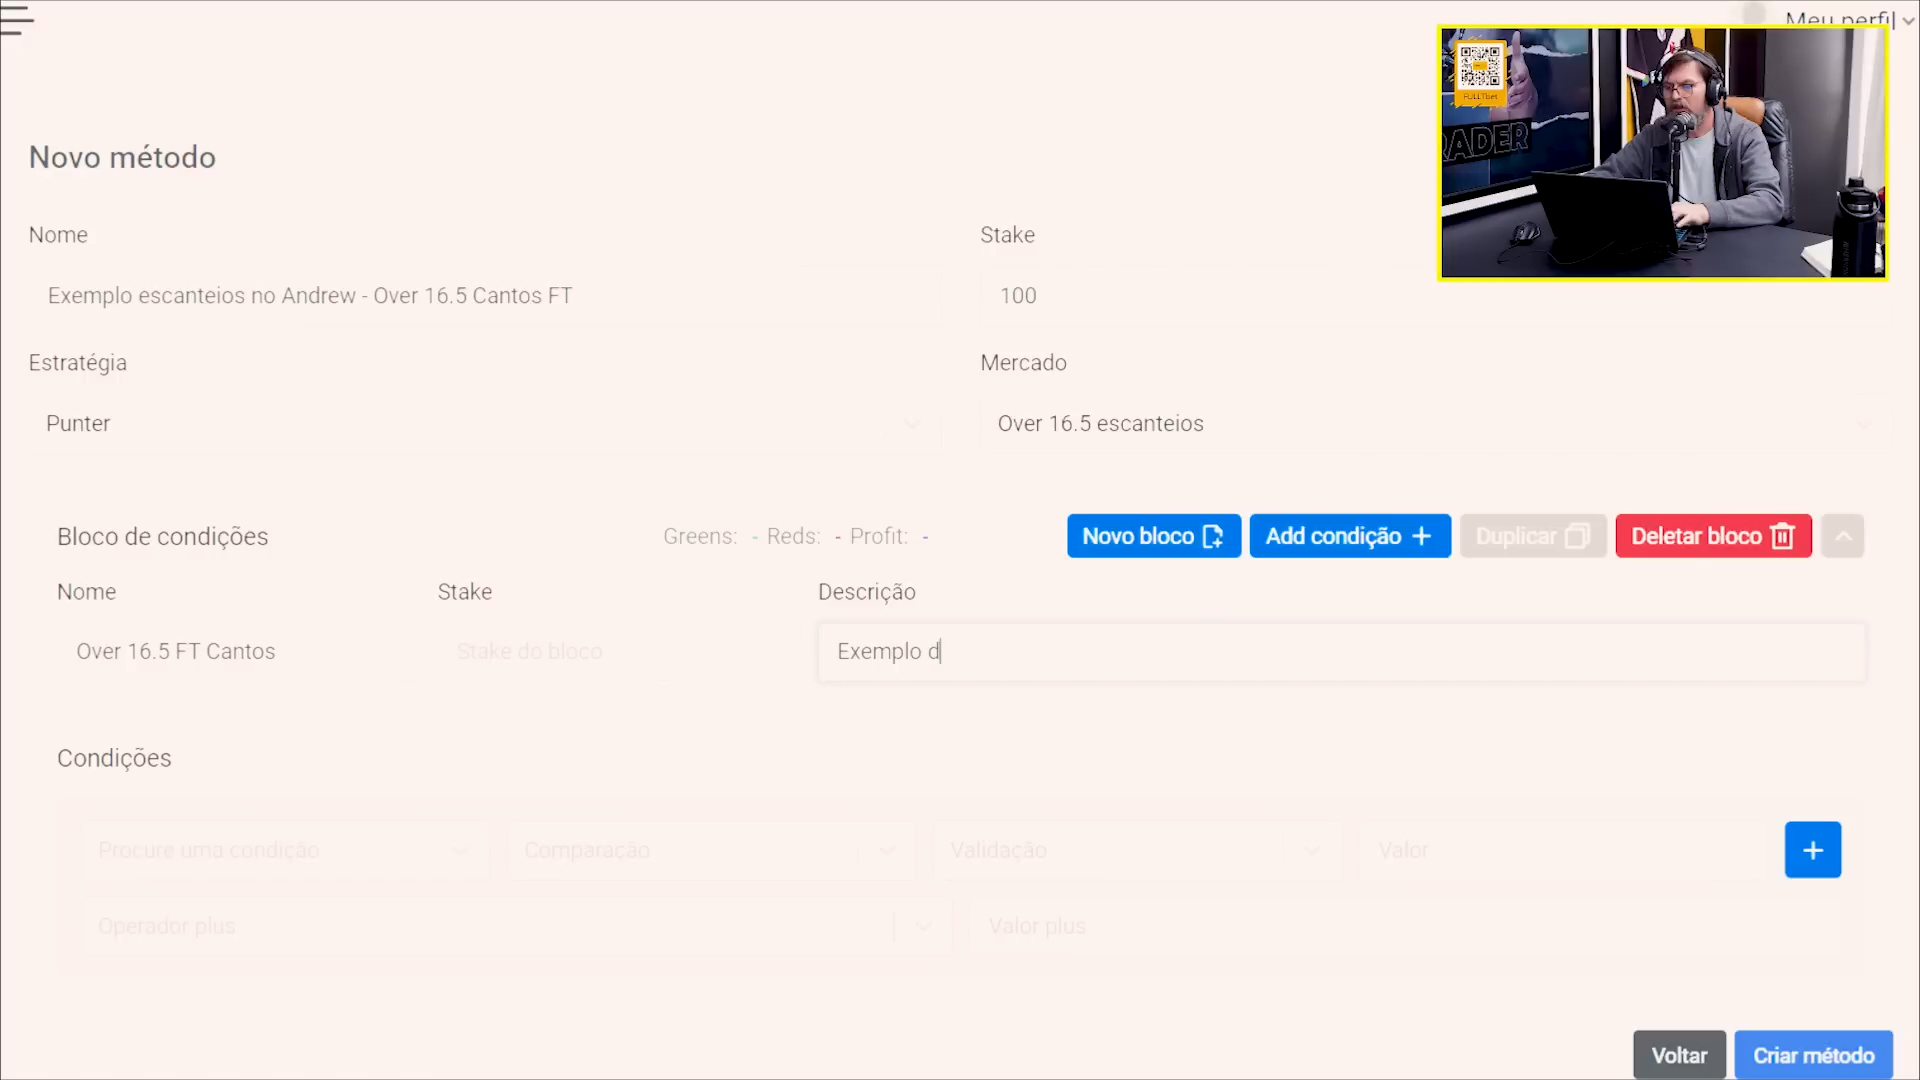 Meu perfil
FULLTbet
RADER
Novo método
Nome
Stake
Exemplo escanteios no Andrew - Over 16.5 Cantos FT
100
Estratégia
Mercado
Punter
Over 16.5 escanteios
Bloco de condições
Greens: - Reds: - Profit: -
Novo bloco
Add condição +
Duplicar
Deletar bloco
Nome
Stake
Descrição
Over 16.5 FT Cantos
Stake do bloco
Exemplo d
Condições
Procure uma condição
Comparação
Validação
Valor
+
Operador plus
Valor plus
Voltar
Criar método